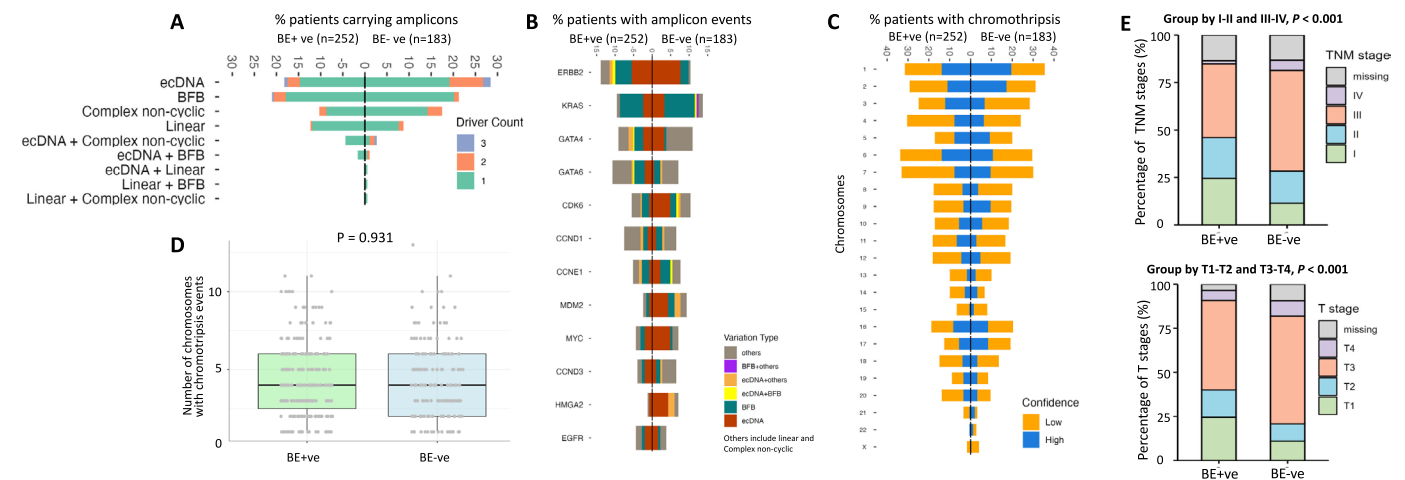 A
% patients carrying amplicons
BE+ ve (n=252) BE- ve (n=183)
30 25 20 15 10 5 0 5 10 15 20 25 30
ecDNA
BFB
Complex non-cyclic
Linear
ecDNA + Complex non-cyclic
ecDNA + BFB
ecDNA + Linear
Linear + BFB
Linear + Complex non-cyclic
Driver Count
3
2
1
B
% patients with amplicon events
BE+ve (n=252) BE-ve (n=183)
15 10 5 0 5 10 15
ERBB2
KRAS
GATA4
GATA6
CDK6
CCND1
CCNE1
MDM2
MYC
CCND3
HMGA2
EGFR
Variation Type
others
BFB+others
ecDNA+others
ecDNA+BFB
BFB
ecDNA
Others include linear and
Complex non-cyclic
C
% patients with chromothripsis
BE+ve (n=252) BE-ve (n=183)
40 30 20 10 0 10 20 30 40
Chromosomes
1
2
3
4
5
6
7
8
9
10
11
12
13
14
15
16
17
18
19
20
21
22
X
Confidence
Low
High
D
P = 0.931
Number of chromosomes
with chromotripsis events
10
5
0
BE+ve BE-ve
E
Group by I-II and III-IV, P < 0.001
Percentage of TNM stages (%)
100
75
50
25
0
BE+ve BE-ve
TNM stage
missing
IV
III
II
I
Group by T1-T2 and T3-T4, P < 0.001
Percentage of T stages (%)
100
75
50
25
0
BE+ve BE-ve
T stage
missing
T4
T3
T2
T1